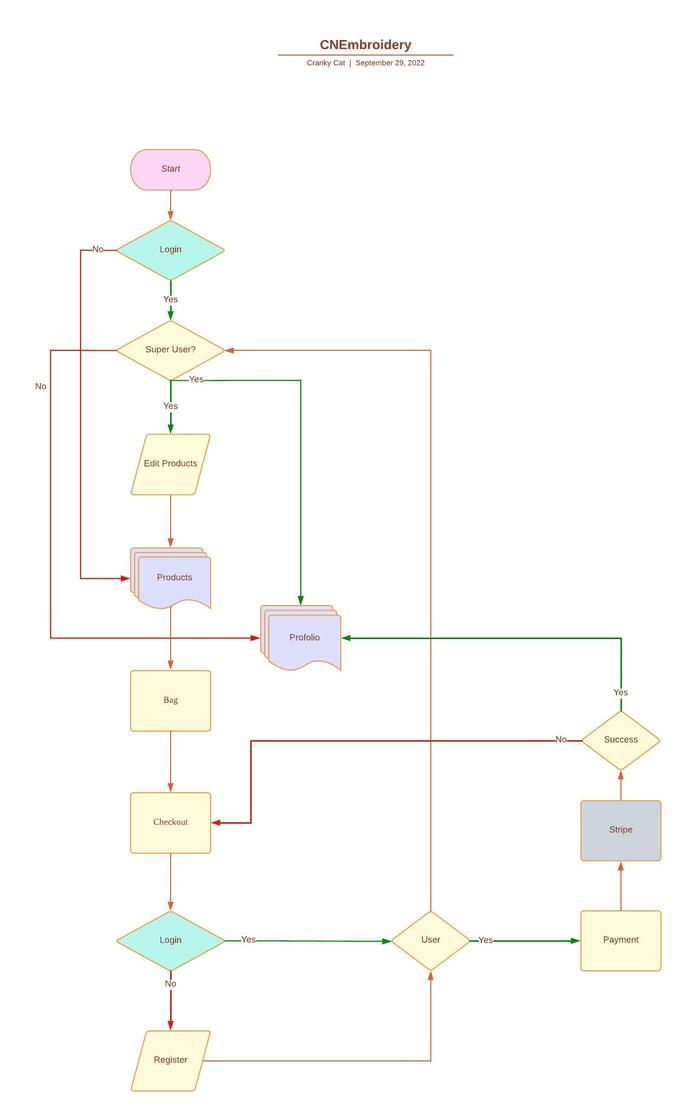 CNEmbroidery
Cranky Cat | September 29, 2022
Start
Login
No
Yes
Super User?
No
Yes
Yes
Edit Products
Products
Profolio
Bag
Yes
Success
No
Checkout
Stripe
Login
Yes
User
Yes
Payment
No
Register